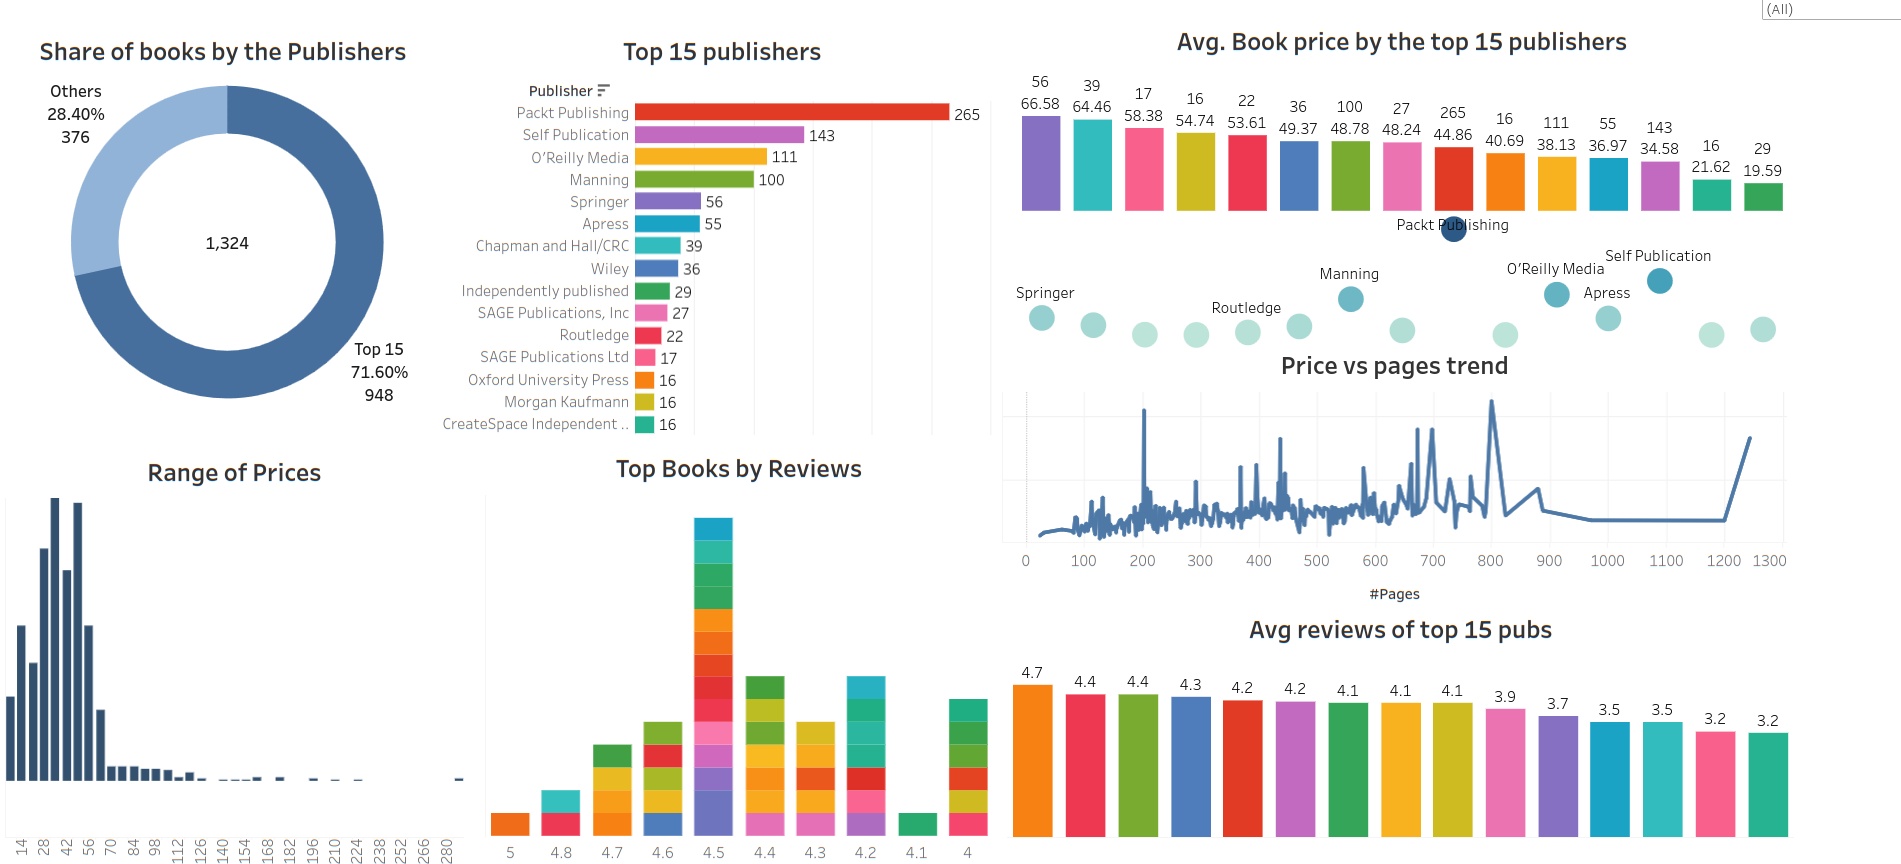 (All)
Share of books by the Publishers
Others
28.40%
376
1,324
Top 15
71.60%
948
Top 15 publishers
Publisher
Packt Publishing 265
Self Publication 143
O'Reilly Media 111
Manning 100
Springer 56
Apress 55
Chapman and Hall/CRC 39
Wiley 36
Independently published 29
SAGE Publications, Inc 27
Routledge 22
SAGE Publications Ltd 17
Oxford University Press 16
Morgan Kaufmann 16
CreateSpace Independent .. 16
Avg. Book price by the top 15 publishers
56 39 17 16 22 36 100 27 265 16 111 55 143 16 29
66.58 64.46 58.38 54.74 53.61 49.37 48.78 48.24 44.86 40.69 38.13 36.97 34.58 21.62 19.59
Packt Publishing
Self Publication
O'Reilly Media
Manning
Springer
Apress
Routledge
Price vs pages trend
0 100 200 300 400 500 600 700 800 900 1000 1100 1200 1300
#Pages
Range of Prices
14 28 42 56 70 84 98 112 126 140 154 168 182 196 210 224 238 252 266 280
Top Books by Reviews
5 4.8 4.7 4.6 4.5 4.4 4.3 4.2 4.1 4
Avg reviews of top 15 pubs
4.7 4.4 4.4 4.3 4.2 4.2 4.1 4.1 4.1 3.9 3.7 3.5 3.5 3.2 3.2